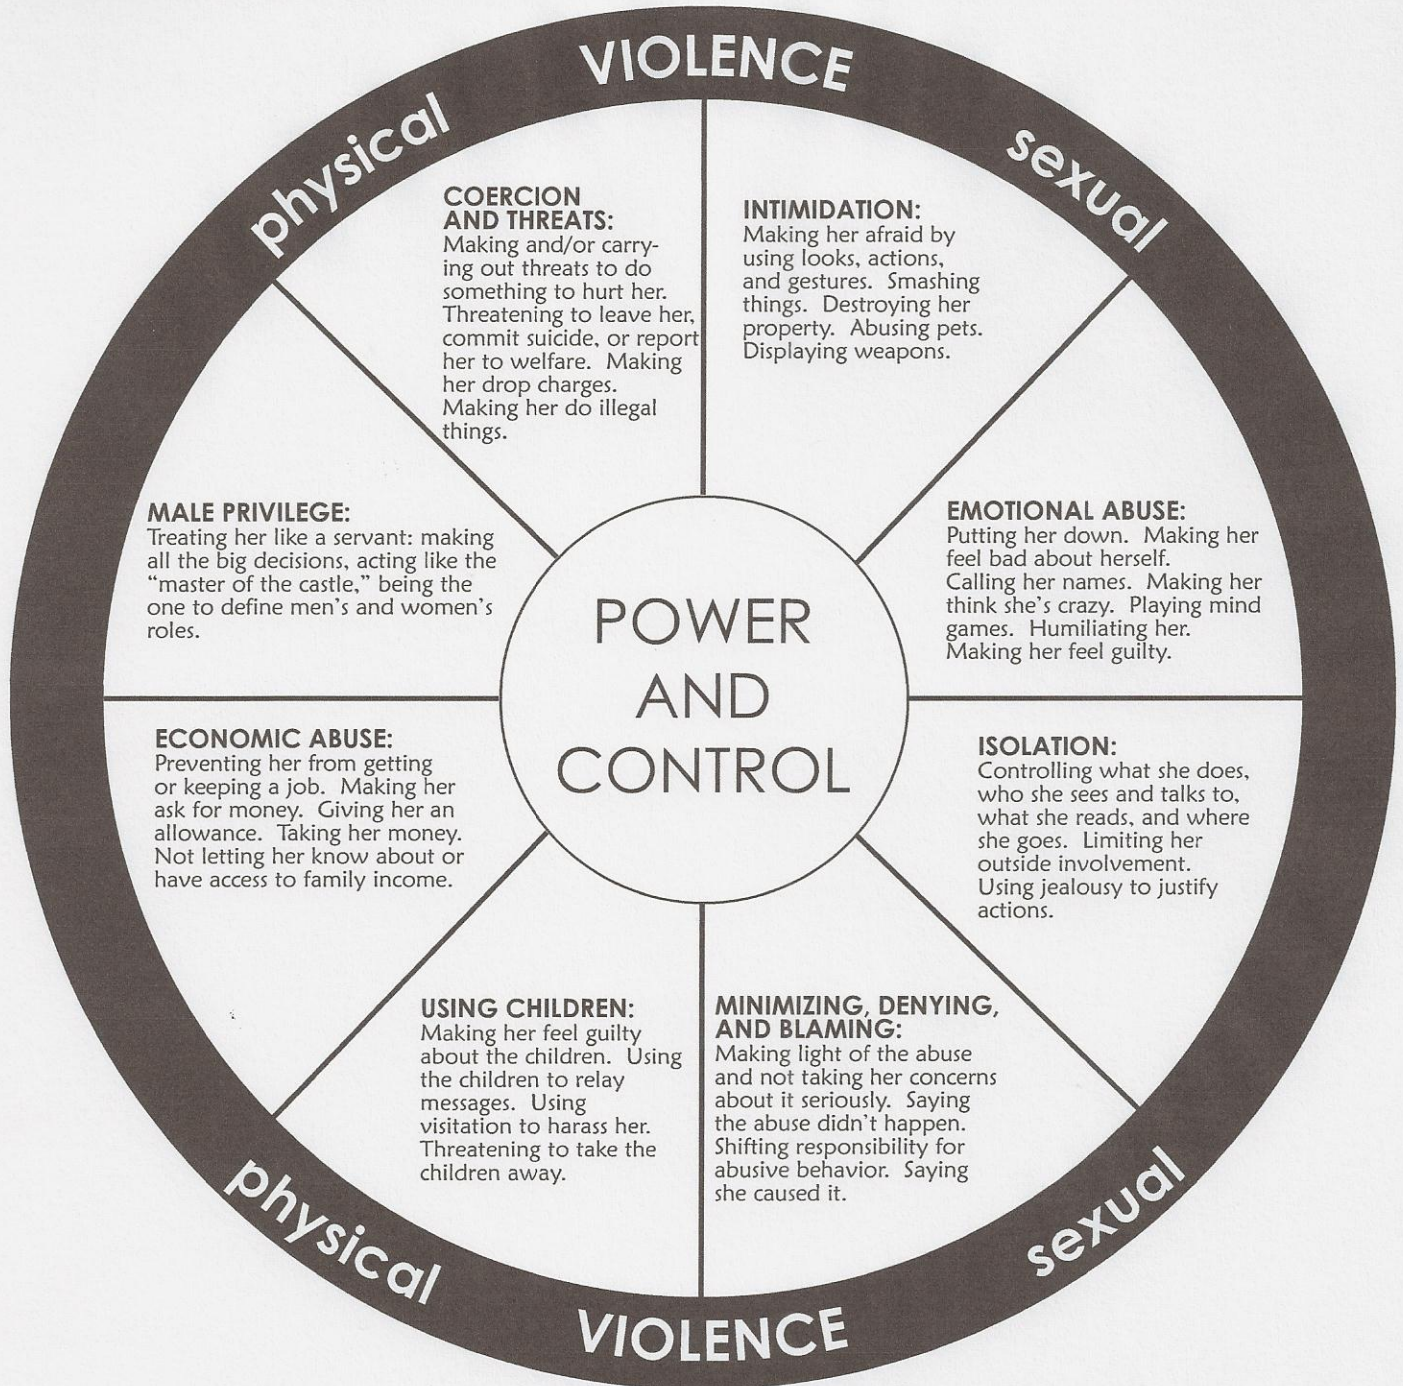 VIOLENCE
physical
sexual
COERCION
AND THREATS:
Making and/or carry-
ing out threats to do
something to hurt her.
Threatening to leave her,
commit suicide, or report
her to welfare. Making
her drop charges.
Making her do illegal
things.
INTIMIDATION:
Making her afraid by
using looks, actions,
and gestures. Smashing
things. Destroying her
property. Abusing pets.
Displaying weapons.
MALE PRIVILEGE:
Treating her like a servant: making
all the big decisions, acting like the
“master of the castle,” being the
one to define men’s and women’s
roles.
EMOTIONAL ABUSE:
Putting her down. Making her
feel bad about herself.
Calling her names. Making her
think she’s crazy. Playing mind
games. Humiliating her.
Making her feel guilty.
POWER
AND
CONTROL
ECONOMIC ABUSE:
Preventing her from getting
or keeping a job. Making her
ask for money. Giving her an
allowance. Taking her money.
Not letting her know about or
have access to family income.
ISOLATION:
Controlling what she does,
who she sees and talks to,
what she reads, and where
she goes. Limiting her
outside involvement.
Using jealousy to justify
actions.
USING CHILDREN:
Making her feel guilty
about the children. Using
the children to relay
messages. Using
visitation to harass her.
Threatening to take the
children away.
MINIMIZING, DENYING,
AND BLAMING:
Making light of the abuse
and not taking her concerns
about it seriously. Saying
the abuse didn’t happen.
Shifting responsibility for
abusive behavior. Saying
she caused it.
physical
sexual
VIOLENCE